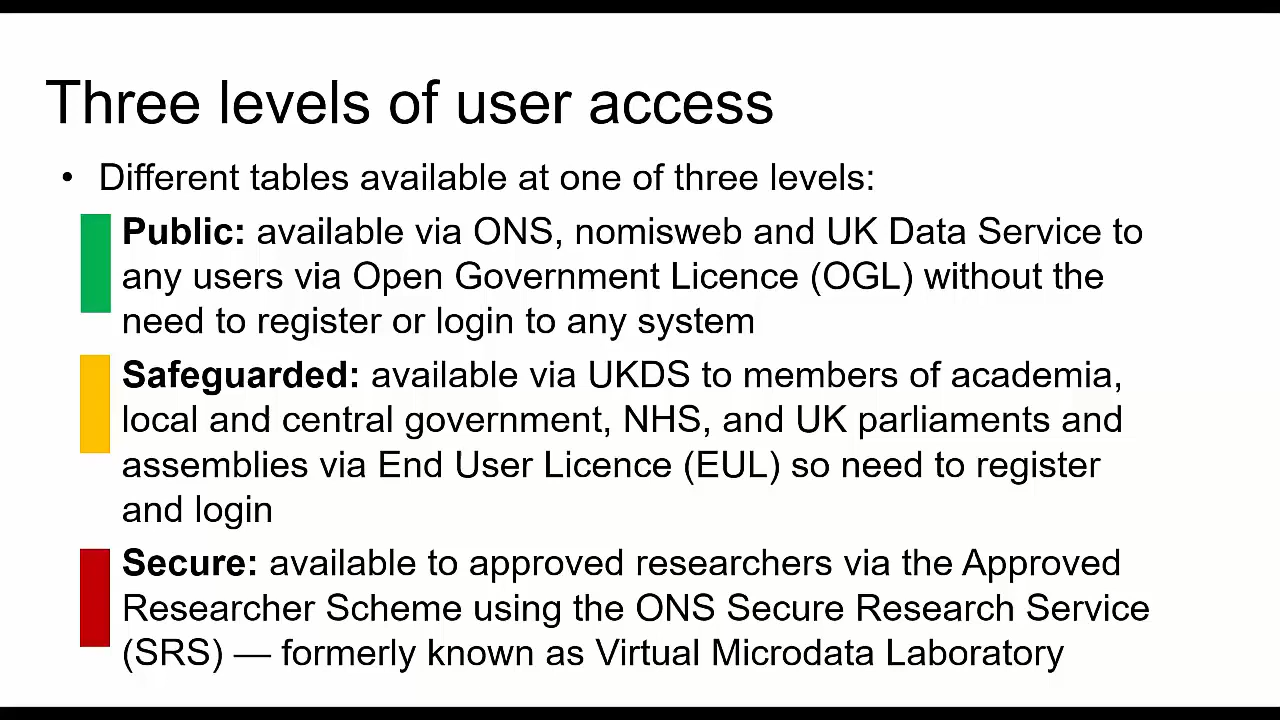 Three levels of user access
• Different tables available at one of three levels:
Public: available via ONS, nomisweb and UK Data Service to
any users via Open Government Licence (OGL) without the
need to register or login to any system
Safeguarded: available via UKDS to members of academia,
local and central government, NHS, and UK parliaments and
assemblies via End User Licence (EUL) so need to register
and login
Secure: available to approved researchers via the Approved
Researcher Scheme using the ONS Secure Research Service
(SRS) — formerly known as Virtual Microdata Laboratory